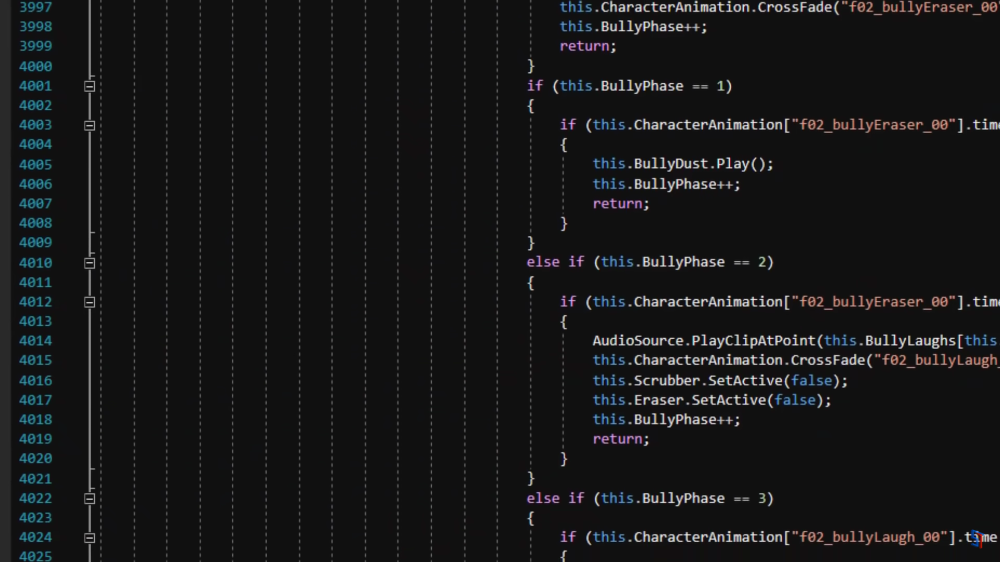 3997 this.CharacterAnimation.CrossFade("f02_bullyEraser_00"
3998 this.BullyPhase++;
3999 return;
4000 }
4001 if (this.BullyPhase == 1)
4002 {
4003 if (this.CharacterAnimation["f02_bullyEraser_00"].time
4004 {
4005 this.BullyDust.Play();
4006 this.BullyPhase++;
4007 return;
4008 }
4009 }
4010 else if (this.BullyPhase == 2)
4011 {
4012 if (this.CharacterAnimation["f02_bullyEraser_00"].time
4013 {
4014 AudioSource.PlayClipAtPoint(this.BullyLaughs[this
4015 this.CharacterAnimation.CrossFade("f02_bullyLaugh_
4016 this.Scrubber.SetActive(false);
4017 this.Eraser.SetActive(false);
4018 this.BullyPhase++;
4019 return;
4020 }
4021 }
4022 else if (this.BullyPhase == 3)
4023 {
4024 if (this.CharacterAnimation["f02_bullyLaugh_00"].time
4025 {